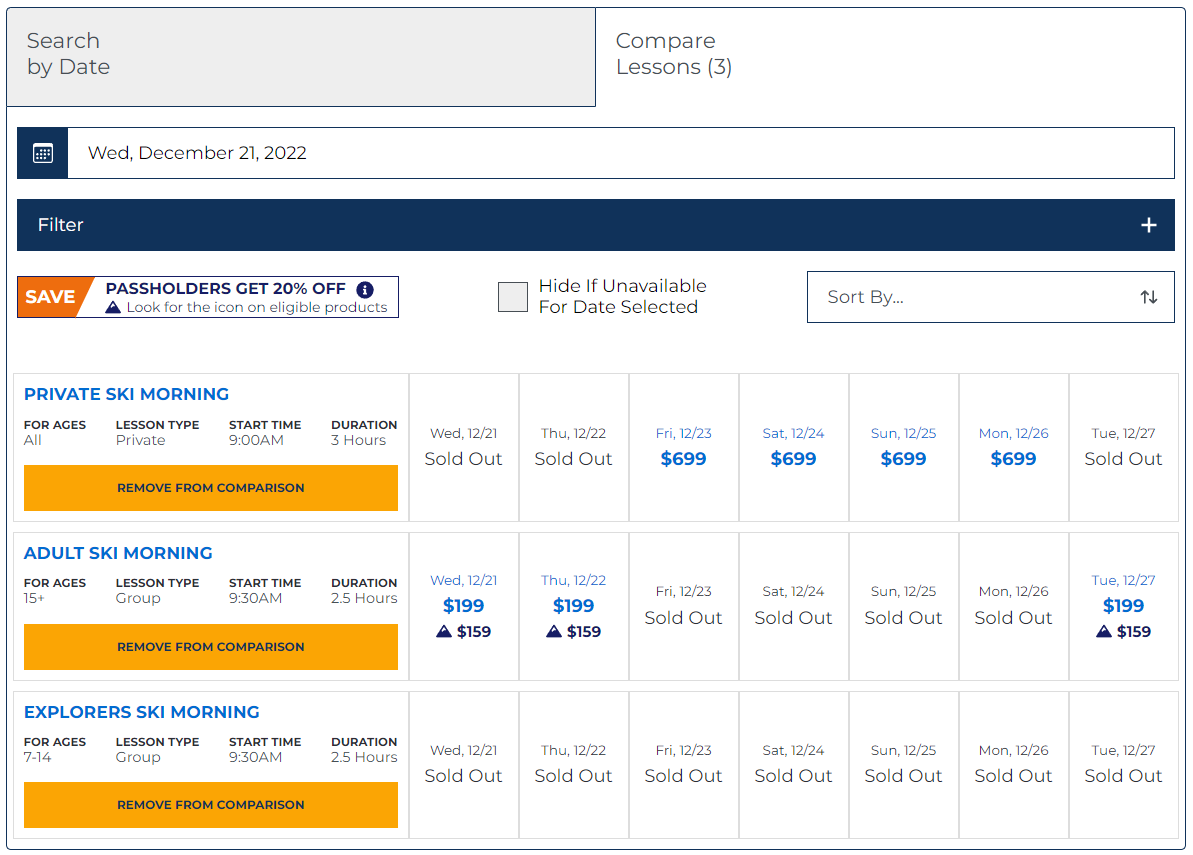 Search
by Date
Compare
Lessons (3)
Wed, December 21, 2022
Filter
+
SAVE
PASSHOLDERS GET 20% OFF i
Look for the icon on eligible products
Hide If Unavailable
For Date Selected
Sort By...
PRIVATE SKI MORNING
FOR AGES LESSON TYPE START TIME DURATION
All Private 9:00AM 3 Hours
REMOVE FROM COMPARISON
Wed, 12/21 Thu, 12/22 Fri, 12/23 Sat, 12/24 Sun, 12/25 Mon, 12/26 Tue, 12/27
Sold Out Sold Out $699 $699 $699 $699 Sold Out
ADULT SKI MORNING
FOR AGES LESSON TYPE START TIME DURATION
15+ Group 9:30AM 2.5 Hours
REMOVE FROM COMPARISON
Wed, 12/21 Thu, 12/22 Fri, 12/23 Sat, 12/24 Sun, 12/25 Mon, 12/26 Tue, 12/27
$199 $199 Sold Out Sold Out Sold Out Sold Out $199
$159 $159 $159
EXPLORERS SKI MORNING
FOR AGES LESSON TYPE START TIME DURATION
7-14 Group 9:30AM 2.5 Hours
REMOVE FROM COMPARISON
Wed, 12/21 Thu, 12/22 Fri, 12/23 Sat, 12/24 Sun, 12/25 Mon, 12/26 Tue, 12/27
Sold Out Sold Out Sold Out Sold Out Sold Out Sold Out Sold Out